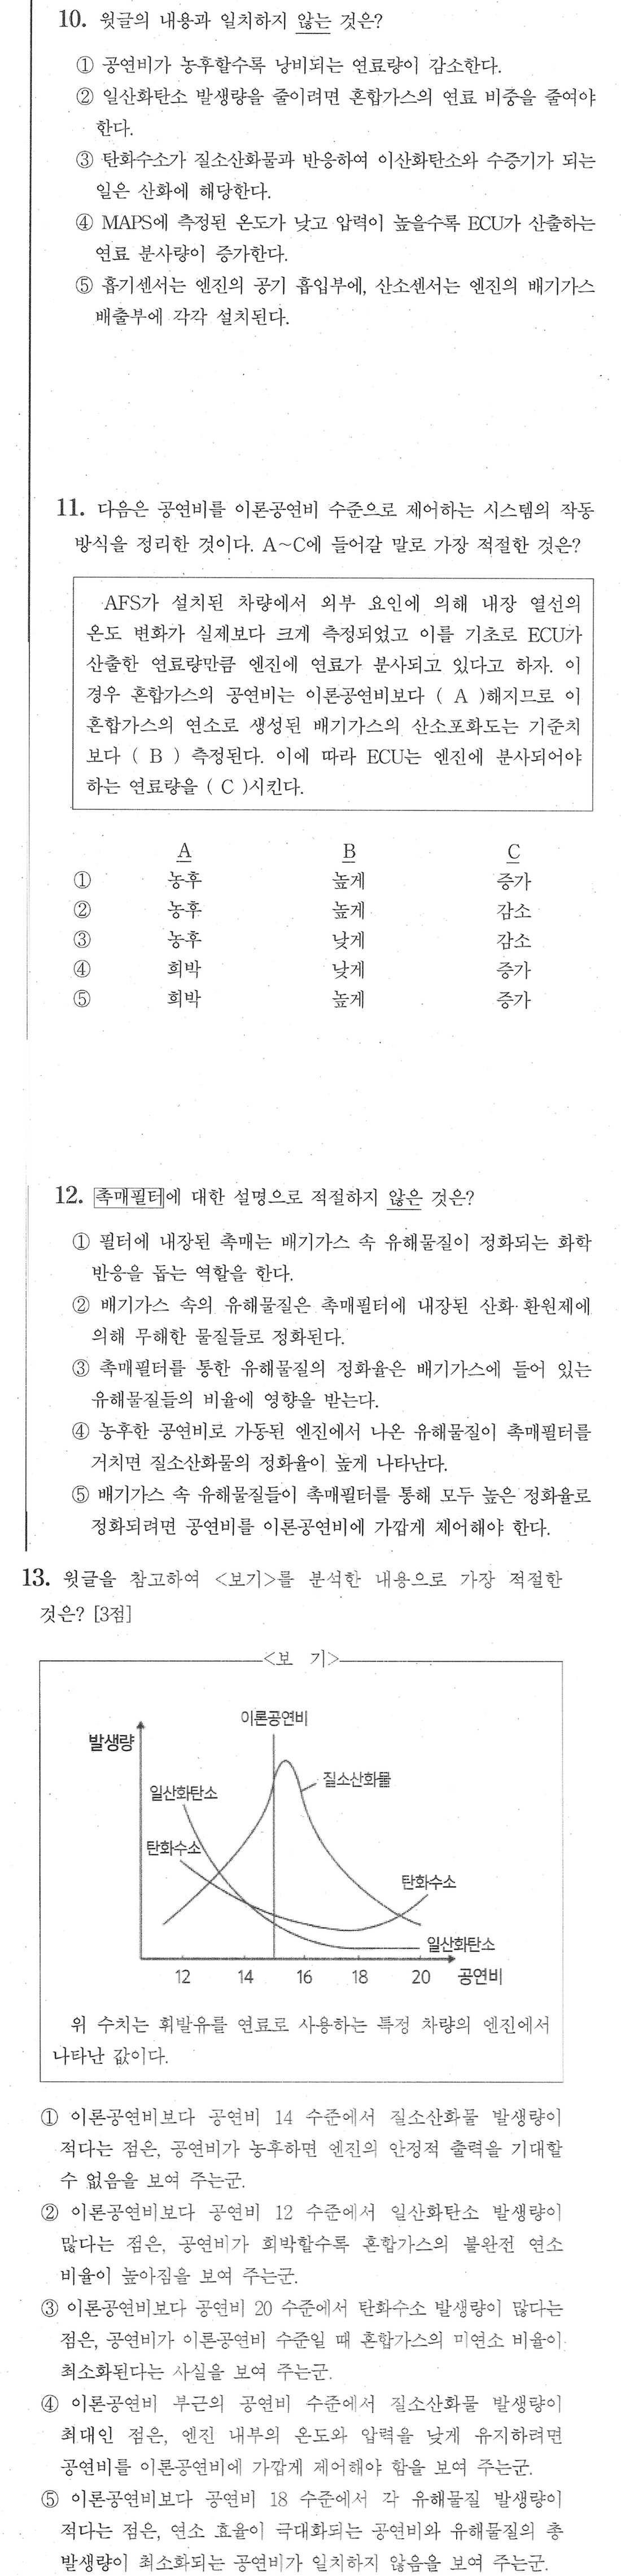 10. 윗글의 내용과 일치하지 않는 것은?
① 공연비가 농후할수록 낭비되는 연료량이 감소한다.
② 일산화탄소 발생량을 줄이려면 혼합가스의 연료 비중을 줄여야
한다.
③ 탄화수소가 질소산화물과 반응하여 이산화탄소와 수증기가 되는
일은 산화에 해당한다.
④ MAPS에 측정된 온도가 낮고 압력이 높을수록 ECU가 산출하는
연료 분사량이 증가한다.
⑤ 흡기센서는 엔진의 공기 흡입부에, 산소센서는 엔진의 배기가스
배출부에 각각 설치된다.
11. 다음은 공연비를 이론공연비 수준으로 제어하는 시스템의 작동
방식을 정리한 것이다. A~C에 들어갈 말로 가장 적절한 것은?
AFS가 설치된 차량에서 외부 요인에 의해 내장 열선의
온도 변화가 실제보다 크게 측정되었고 이를 기초로 ECU가
산출한 연료량만큼 엔진에 연료가 분사되고 있다고 하자. 이
경우 혼합가스의 공연비는 이론공연비보다 ( A )해지므로 이
혼합가스의 연소로 생성된 배기가스의 산소포화도는 기준치
보다 ( B ) 측정된다. 이에 따라 ECU는 엔진에 분사되어야
하는 연료량을 ( C )시킨다.
A B C
① 농후 높게 증가
② 농후 높게 감소
③ 농후 낮게 감소
④ 희박 낮게 증가
⑤ 희박 높게 증가
12. 촉매필터에 대한 설명으로 적절하지 않은 것은?
① 필터에 내장된 촉매는 배기가스 속 유해물질이 정화되는 화학
반응을 돕는 역할을 한다.
② 배기가스 속의 유해물질은 촉매필터에 내장된 산화·환원제에
의해 무해한 물질들로 정화된다.
③ 촉매필터를 통한 유해물질의 정화율은 배기가스에 들어 있는
유해물질들의 비율에 영향을 받는다.
④ 농후한 공연비로 가동된 엔진에서 나온 유해물질이 촉매필터를
거치면 질소산화물의 정화율이 높게 나타난다.
⑤ 배기가스 속 유해물질들이 촉매필터를 통해 모두 높은 정화율로
정화되려면 공연비를 이론공연비에 가깝게 제어해야 한다.
13. 윗글을 참고하여 <보기>를 분석한 내용으로 가장 적절한
것은? [3점]
<보 기>
이론공연비
발생량
질소산화물
일산화탄소
탄화수소
탄화수소
일산화탄소
12 14 16 18 20 공연비
위 수치는 휘발유를 연료로 사용하는 특정 차량의 엔진에서
나타난 값이다.
① 이론공연비보다 공연비 14 수준에서 질소산화물 발생량이
적다는 점은, 공연비가 농후하면 엔진의 안정적 출력을 기대할
수 없음을 보여 주는군.
② 이론공연비보다 공연비 12 수준에서 일산화탄소 발생량이
많다는 점은, 공연비가 희박할수록 혼합가스의 불완전 연소
비율이 높아짐을 보여 주는군.
③ 이론공연비보다 공연비 20 수준에서 탄화수소 발생량이 많다는
점은, 공연비가 이론공연비 수준일 때 혼합가스의 미연소 비율이
최소화된다는 사실을 보여 주는군.
④ 이론공연비 부근의 공연비 수준에서 질소산화물 발생량이
최대인 점은, 엔진 내부의 온도와 압력을 낮게 유지하려면
공연비를 이론공연비에 가깝게 제어해야 함을 보여 주는군.
⑤ 이론공연비보다 공연비 18 수준에서 각 유해물질 발생량이
적다는 점은, 연소 효율이 극대화되는 공연비와 유해물질의 총
발생량이 최소화되는 공연비가 일치하지 않음을 보여 주는군.